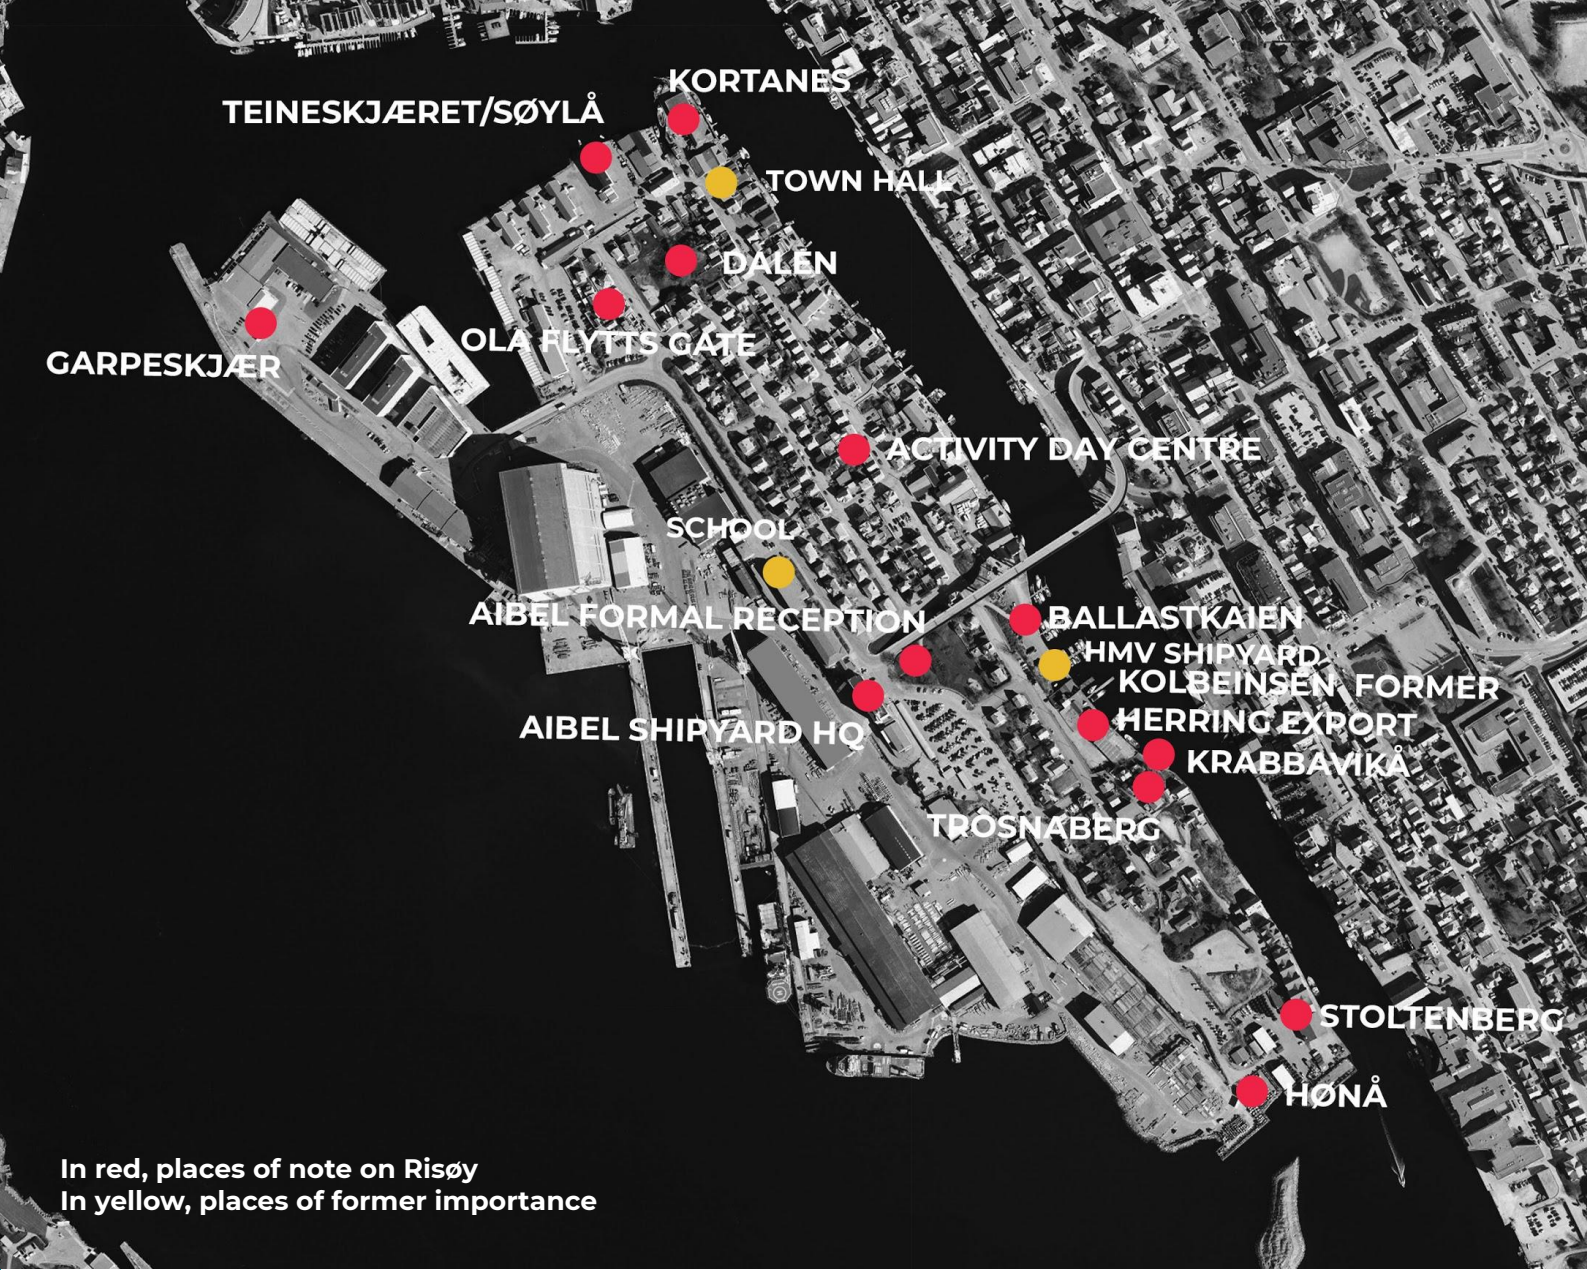 KORTANES
TEINESKJÆRET/SØYLÅ
TOWN HALL
DALEN
OLA FLYTTS GATE
GARPESKJÆR
ACTIVITY DAY CENTRE
SCHOOL
AIBEL FORMAL RECEPTION
BALLASTKAIEN
HMV SHIPYARD
KOLBEINSEN FORMER
HERRING EXPORT
AIBEL SHIPYARD HQ
KRABBAVIKÅ
TROSNABERG
STOLTENBERG
HØNÅ
In red, places of note on Risøy
In yellow, places of former importance